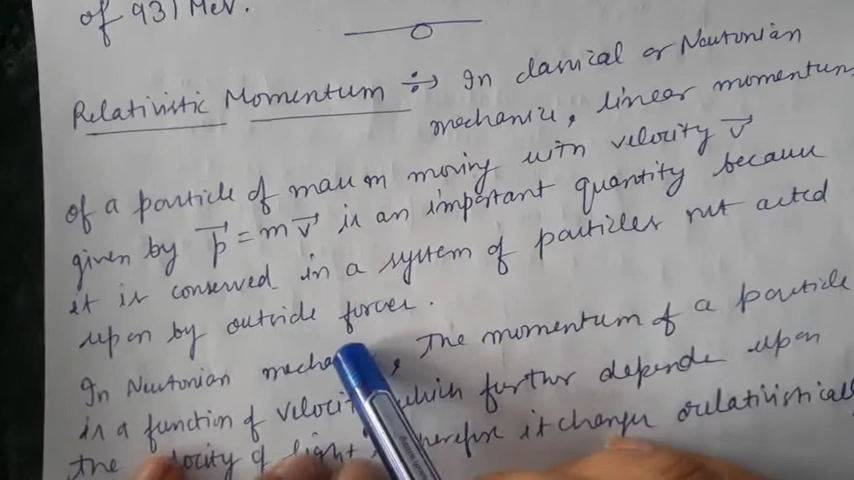 of 931 MeV.
Relativistic Momentum ÷→ In classical or Newtonian
mechanics, linear momentum
of a particle of mass m moving with velocity v⃗
given by p⃗ = mv⃗ is an important quantity because
it is conserved in a system of particles not acted
upon by outside forces.
In Newtonian , The momentum of a particle
is a function of which further depends upon
the of light it changes relativistically